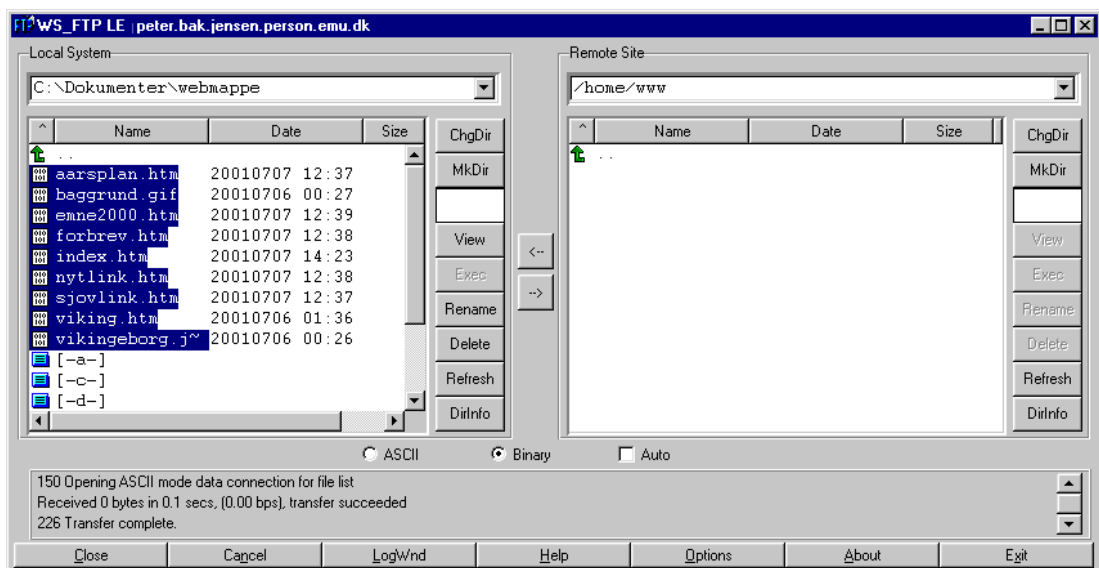 WS_FTP LE peter.bak.jensen.person.emu.dk
Local System
C:\Dokumenter\webmappe
^ Name Date Size
..
aarsplan.htm 20010707 12:37
baggrund.gif 20010706 00:27
emne2000.htm 20010707 12:39
forbrev.htm 20010707 12:38
index.htm 20010707 14:23
nytlink.htm 20010707 12:38
sjovlink.htm 20010707 12:37
viking.htm 20010706 01:36
vikingeborg.j~ 20010706 00:26
[-a-]
[-c-]
[-d-]
ChgDir
MkDir
View
Exec
Rename
Delete
Refresh
DirInfo
<--
-->
Remote Site
/home/www
^ Name Date Size
..
ChgDir
MkDir
View
Exec
Rename
Delete
Refresh
DirInfo
ASCII Binary Auto
150 Opening ASCII mode data connection for file list
Received 0 bytes in 0.1 secs, (0.00 bps), transfer succeeded
226 Transfer complete.
Close Cancel LogWnd Help Options About Exit